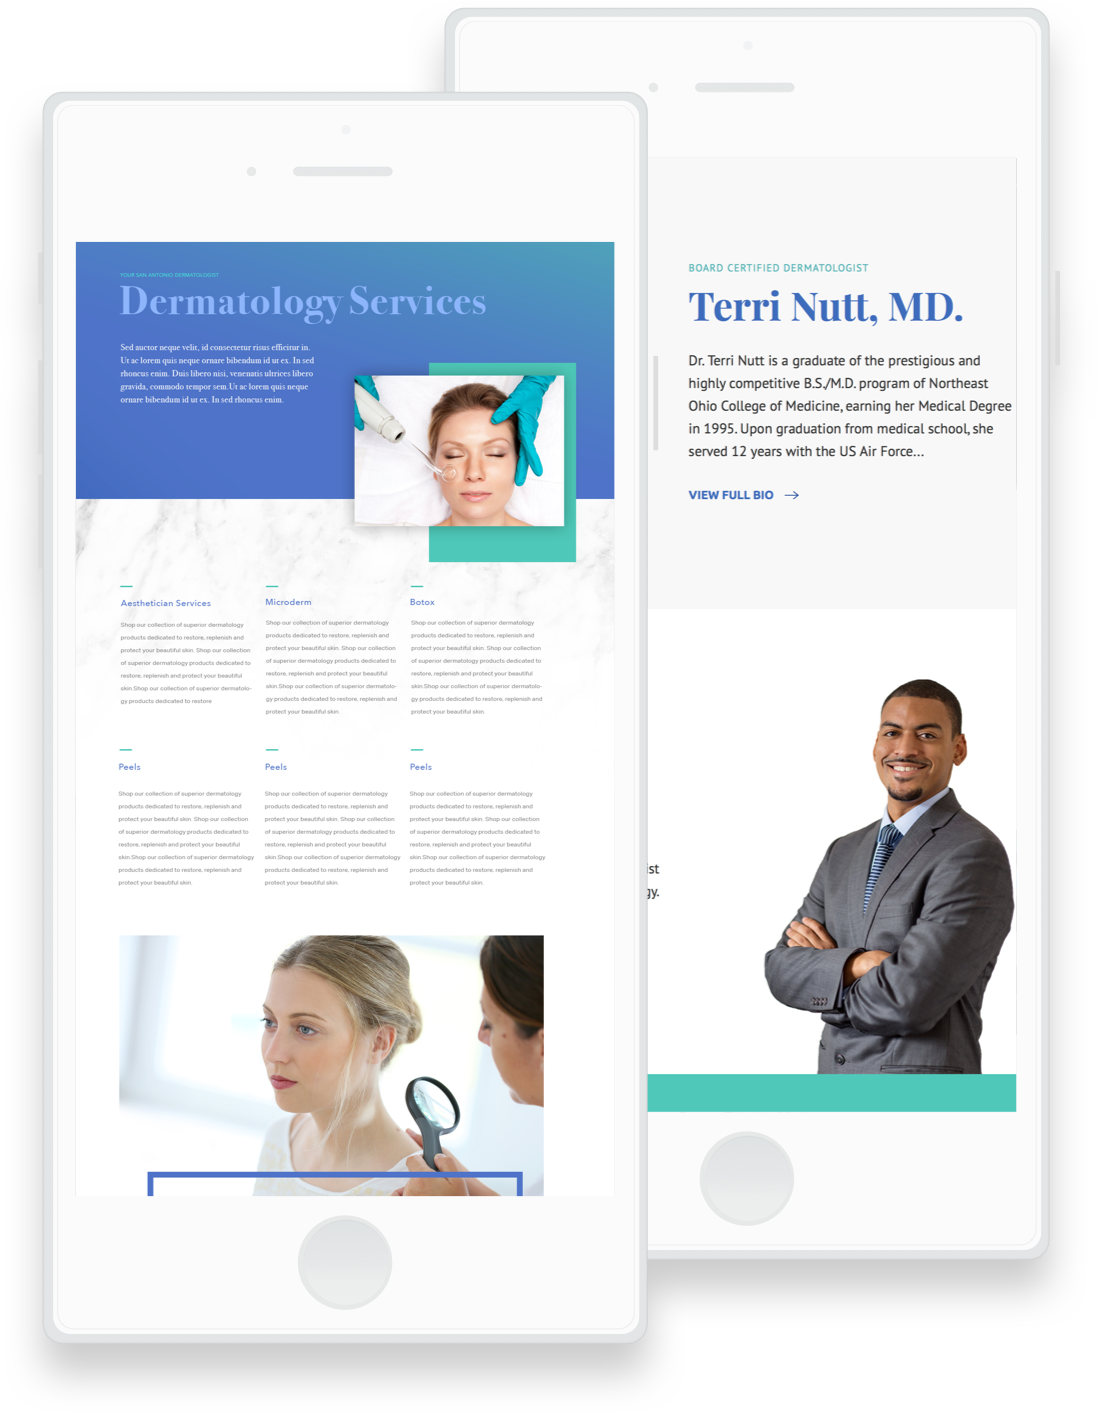 YOUR SAN ANTONIO DERMATOLOGIST
Dermatology Services
Sed auctor neque velit, id consectetur risus efficitur in.
Ut ac lorem quis neque ornare bibendum id ut ex. In sed
rhoncus enim. Duis libero nisi, venenatis ultrices libero
gravida, commodo tempor sem.Ut ac lorem quis neque
ornare bibendum id ut ex. In sed rhoncus enim.
Aesthetician Services
Shop our collection of superior dermatology
products dedicated to restore, replenish and
protect your beautiful skin. Shop our collection
of superior dermatology products dedicated to
restore, replenish and protect your beautiful
skin.Shop our collection of superior dermatolo-
gy products dedicated to restore
Microderm
Shop our collection of superior dermatology
products dedicated to restore, replenish and
protect your beautiful skin. Shop our collection
of superior dermatology products dedicated to
restore, replenish and protect your beautiful
skin.Shop our collection of superior dermatolo-
gy products dedicated to restore, replenish and
protect your beautiful skin.
Botox
Shop our collection of superior dermatology
products dedicated to restore, replenish and
protect your beautiful skin. Shop our collection
of superior dermatology products dedicated to
restore, replenish and protect your beautiful
skin.Shop our collection of superior dermatolo-
gy products dedicated to restore, replenish and
protect your beautiful skin.
Peels
Shop our collection of superior dermatology
products dedicated to restore, replenish and
protect your beautiful skin. Shop our collection
of superior dermatology products dedicated to
restore, replenish and protect your beautiful
skin.Shop our collection of superior dermatology
products dedicated to restore, replenish and
protect your beautiful skin.
Peels
Shop our collection of superior dermatology
products dedicated to restore, replenish and
protect your beautiful skin. Shop our collection
of superior dermatology products dedicated to
restore, replenish and protect your beautiful
skin.Shop our collection of superior dermatology
products dedicated to restore, replenish and
protect your beautiful skin.
Peels
Shop our collection of superior dermatology
products dedicated to restore, replenish and
protect your beautiful skin. Shop our collection
of superior dermatology products dedicated to
restore, replenish and protect your beautiful
skin.Shop our collection of superior dermatology
products dedicated to restore, replenish and
protect your beautiful skin.
BOARD CERTIFIED DERMATOLOGIST
Terri Nutt, MD.
Dr. Terri Nutt is a graduate of the prestigious and
highly competitive B.S./M.D. program of Northeast
Ohio College of Medicine, earning her Medical Degree
in 1995. Upon graduation from medical school, she
served 12 years with the US Air Force...
VIEW FULL BIO →